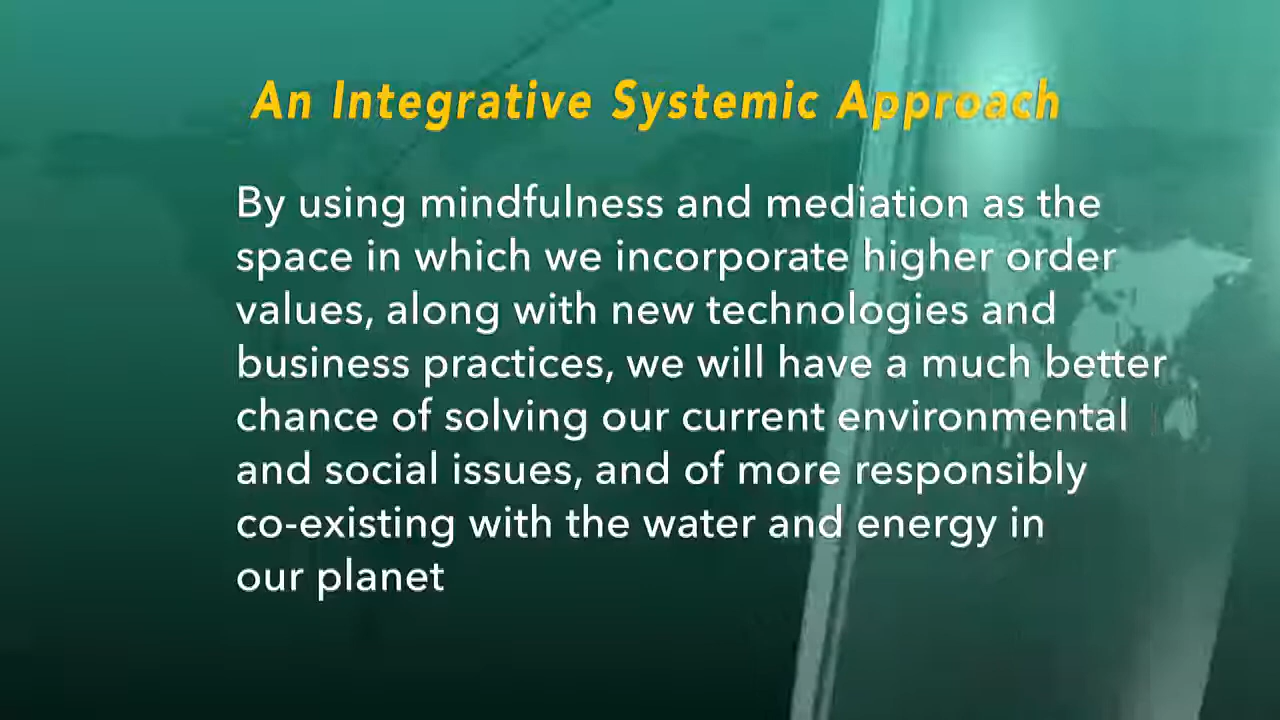 An Integrative Systemic Approach
By using mindfulness and mediation as the
space in which we incorporate higher order
values, along with new technologies and
business practices, we will have a much better
chance of solving our current environmental
and social issues, and of more responsibly
co-existing with the water and energy in
our planet